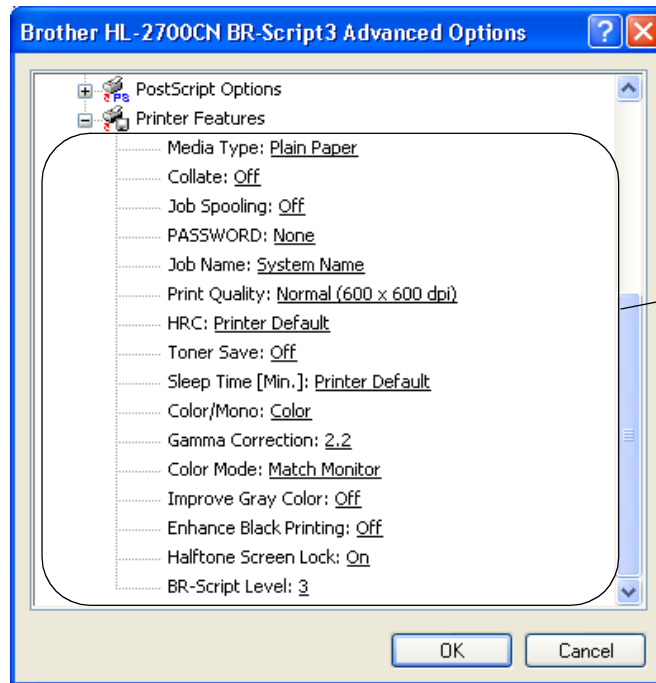 Brother HL-2700CN BR-Script3 Advanced Options
PostScript Options
Printer Features
Media Type: Plain Paper
Collate: Off
Job Spooling: Off
PASSWORD: None
Job Name: System Name
Print Quality: Normal (600 x 600 dpi)
HRC: Printer Default
Toner Save: Off
Sleep Time [Min.]: Printer Default
Color/Mono: Color
Gamma Correction: 2.2
Color Mode: Match Monitor
Improve Gray Color: Off
Enhance Black Printing: Off
Halftone Screen Lock: On
BR-Script Level: 3
OK Cancel